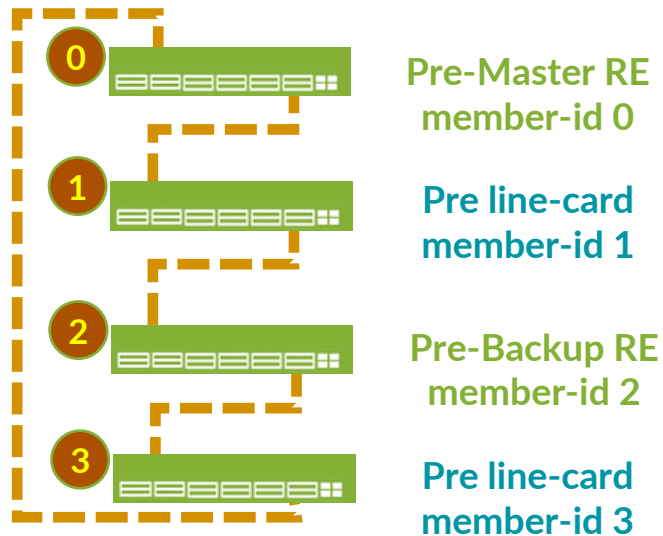 0
Pre-Master RE
member-id 0
1
Pre line-card
member-id 1
2
Pre-Backup RE
member-id 2
3
Pre line-card
member-id 3